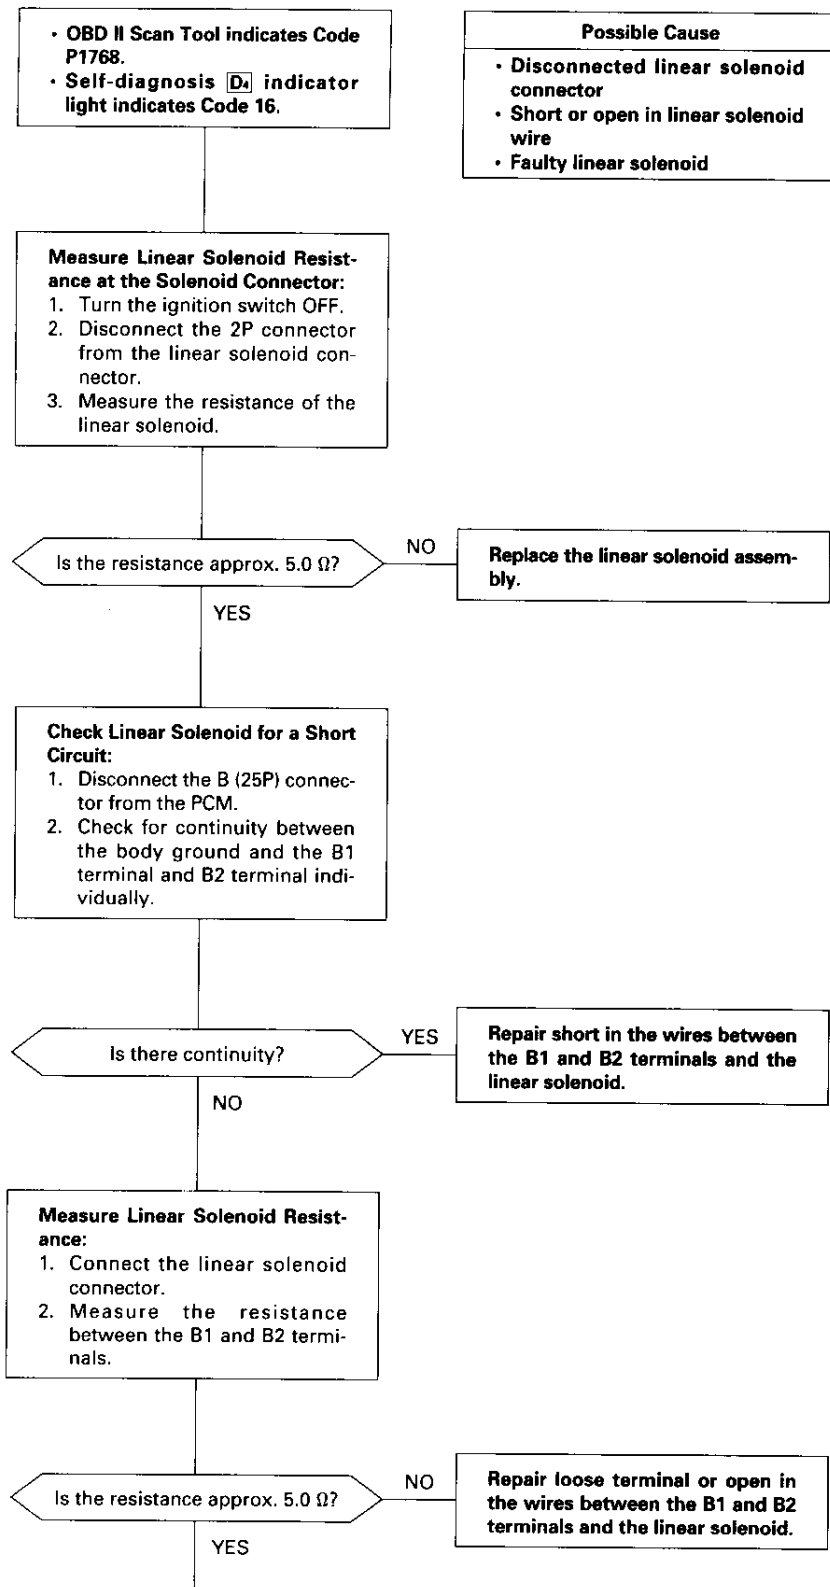 • OBD II Scan Tool indicates Code
P1768.
• Self-diagnosis D4 indicator
light indicates Code 16.
Possible Cause
• Disconnected linear solenoid
connector
• Short or open in linear solenoid
wire
• Faulty linear solenoid
Measure Linear Solenoid Resist-
ance at the Solenoid Connector:
1. Turn the ignition switch OFF.
2. Disconnect the 2P connector
from the linear solenoid con-
nector.
3. Measure the resistance of the
linear solenoid.
Is the resistance approx. 5.0 Ω?
NO
Replace the linear solenoid assem-
bly.
YES
Check Linear Solenoid for a Short
Circuit:
1. Disconnect the B (25P) connec-
tor from the PCM.
2. Check for continuity between
the body ground and the B1
terminal and B2 terminal indi-
vidually.
Is there continuity?
YES
Repair short in the wires between
the B1 and B2 terminals and the
linear solenoid.
NO
Measure Linear Solenoid Resist-
ance:
1. Connect the linear solenoid
connector.
2. Measure the resistance
between the B1 and B2 termi-
nals.
Is the resistance approx. 5.0 Ω?
NO
Repair loose terminal or open in
the wires between the B1 and B2
terminals and the linear solenoid.
YES